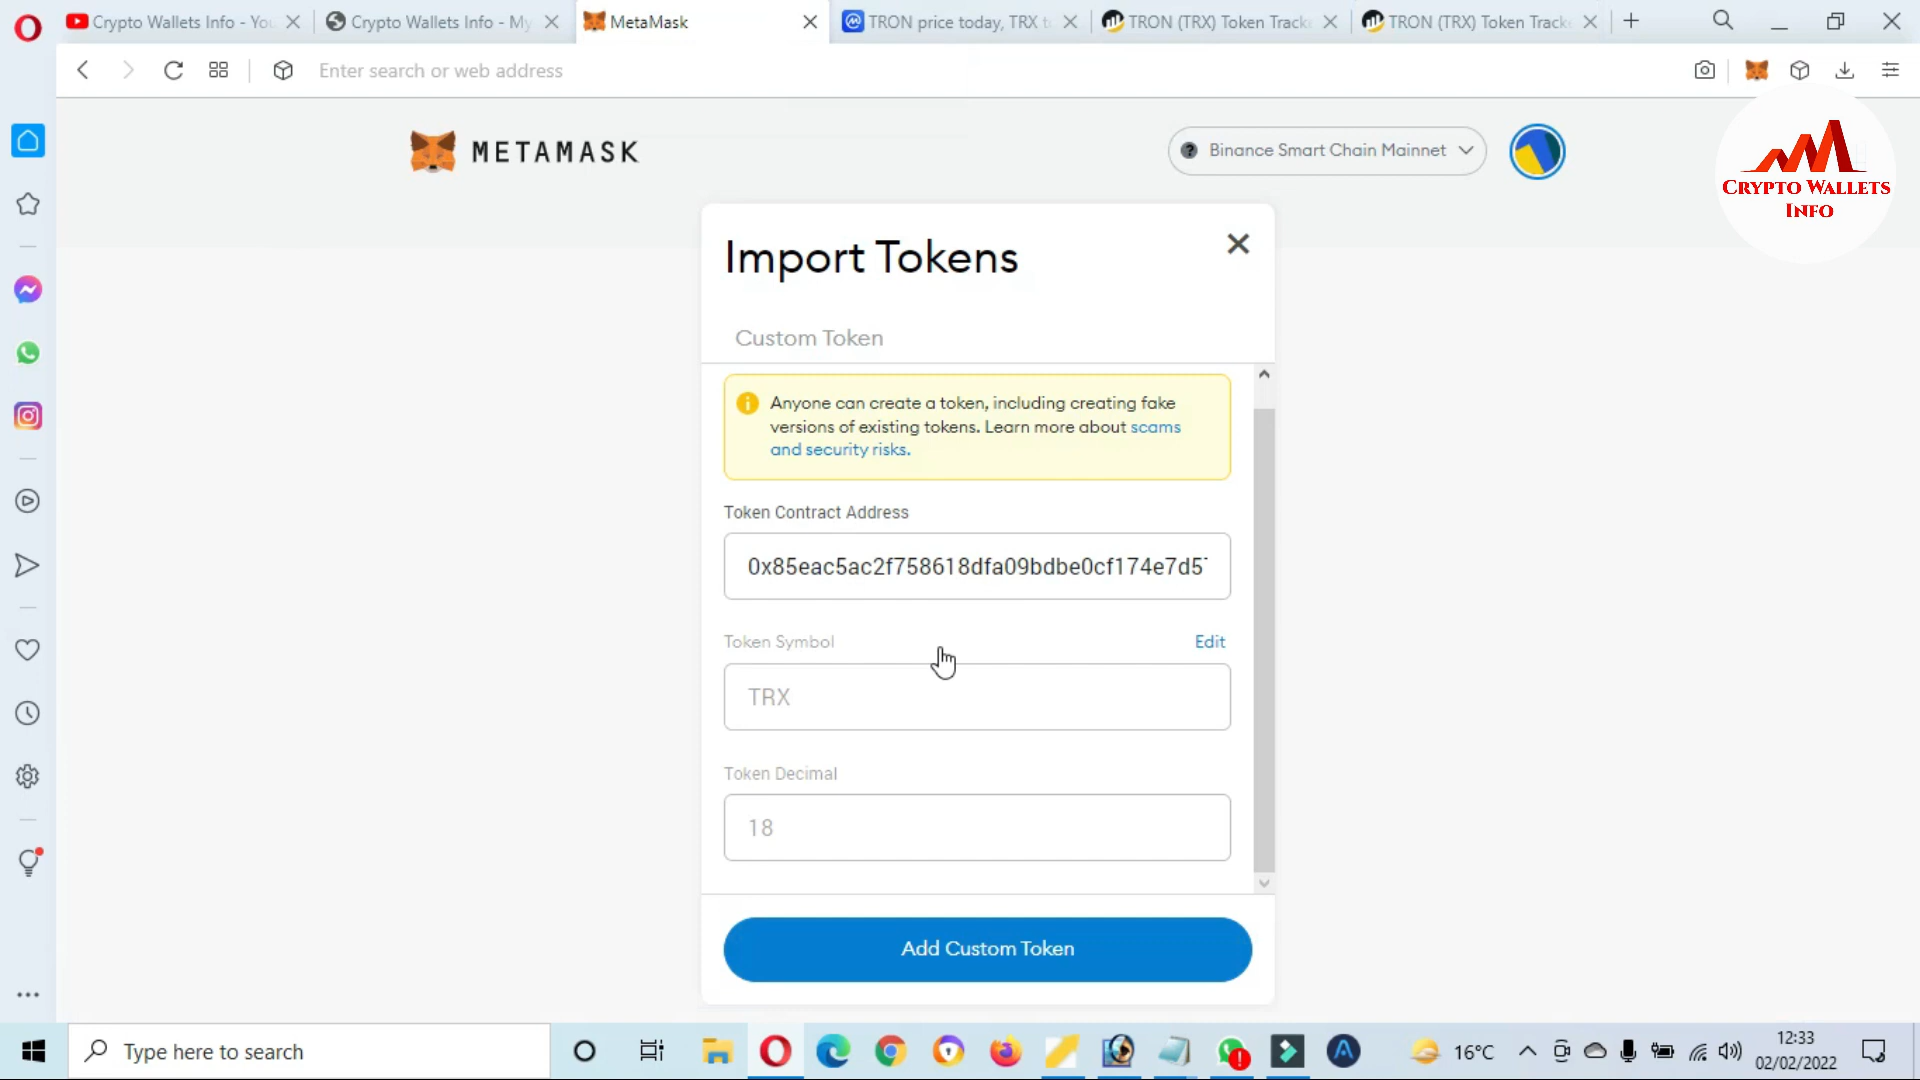 Crypto Wallets Info - You
Crypto Wallets Info - My
MetaMask
TRON price today, TRX t
TRON (TRX) Token Track
TRON (TRX) Token Track
Enter search or web address
METAMASK
Binance Smart Chain Mainnet
CRYPTO WALLETS
INFO
Import Tokens
Custom Token
Anyone can create a token, including creating fake
versions of existing tokens. Learn more about scams
and security risks.
Token Contract Address
0x85eac5ac2f758618dfa09bdbe0cf174e7d5
Token Symbol
Edit
TRX
Token Decimal
18
Add Custom Token
Type here to search
16°C
12:33
02/02/2022